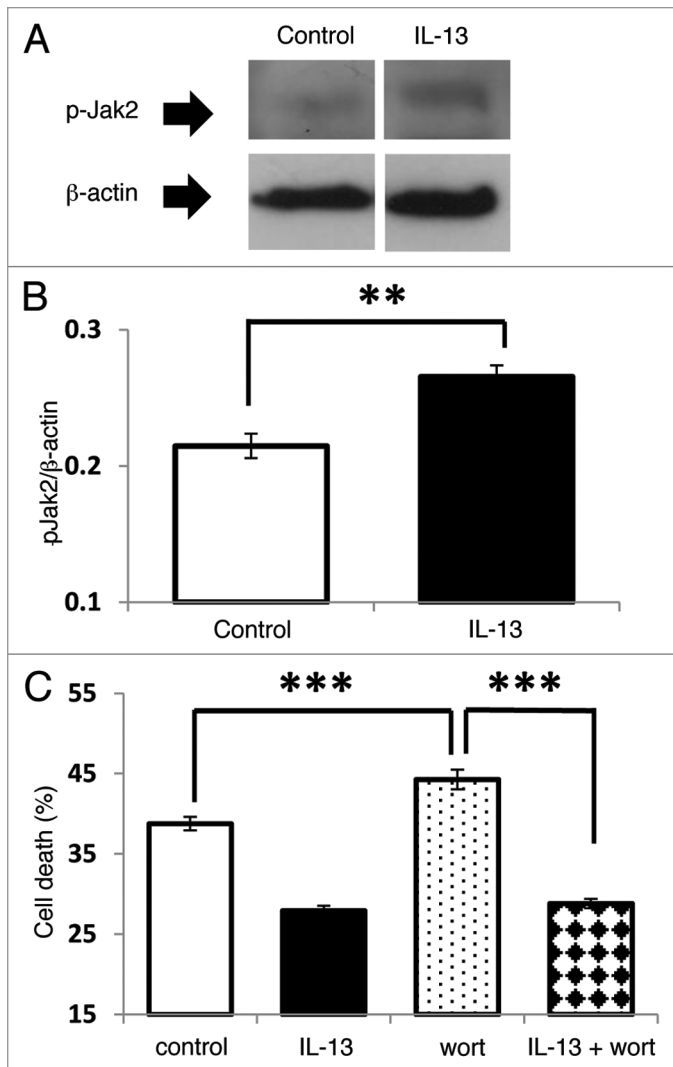 A
Control IL-13
p-Jak2
β-actin
B
**
0.3
0.2
0.1
pJak2/β-actin
Control IL-13
C
*** ***
55
45
35
25
15
Cell death (%)
control IL-13 wort IL-13 + wort